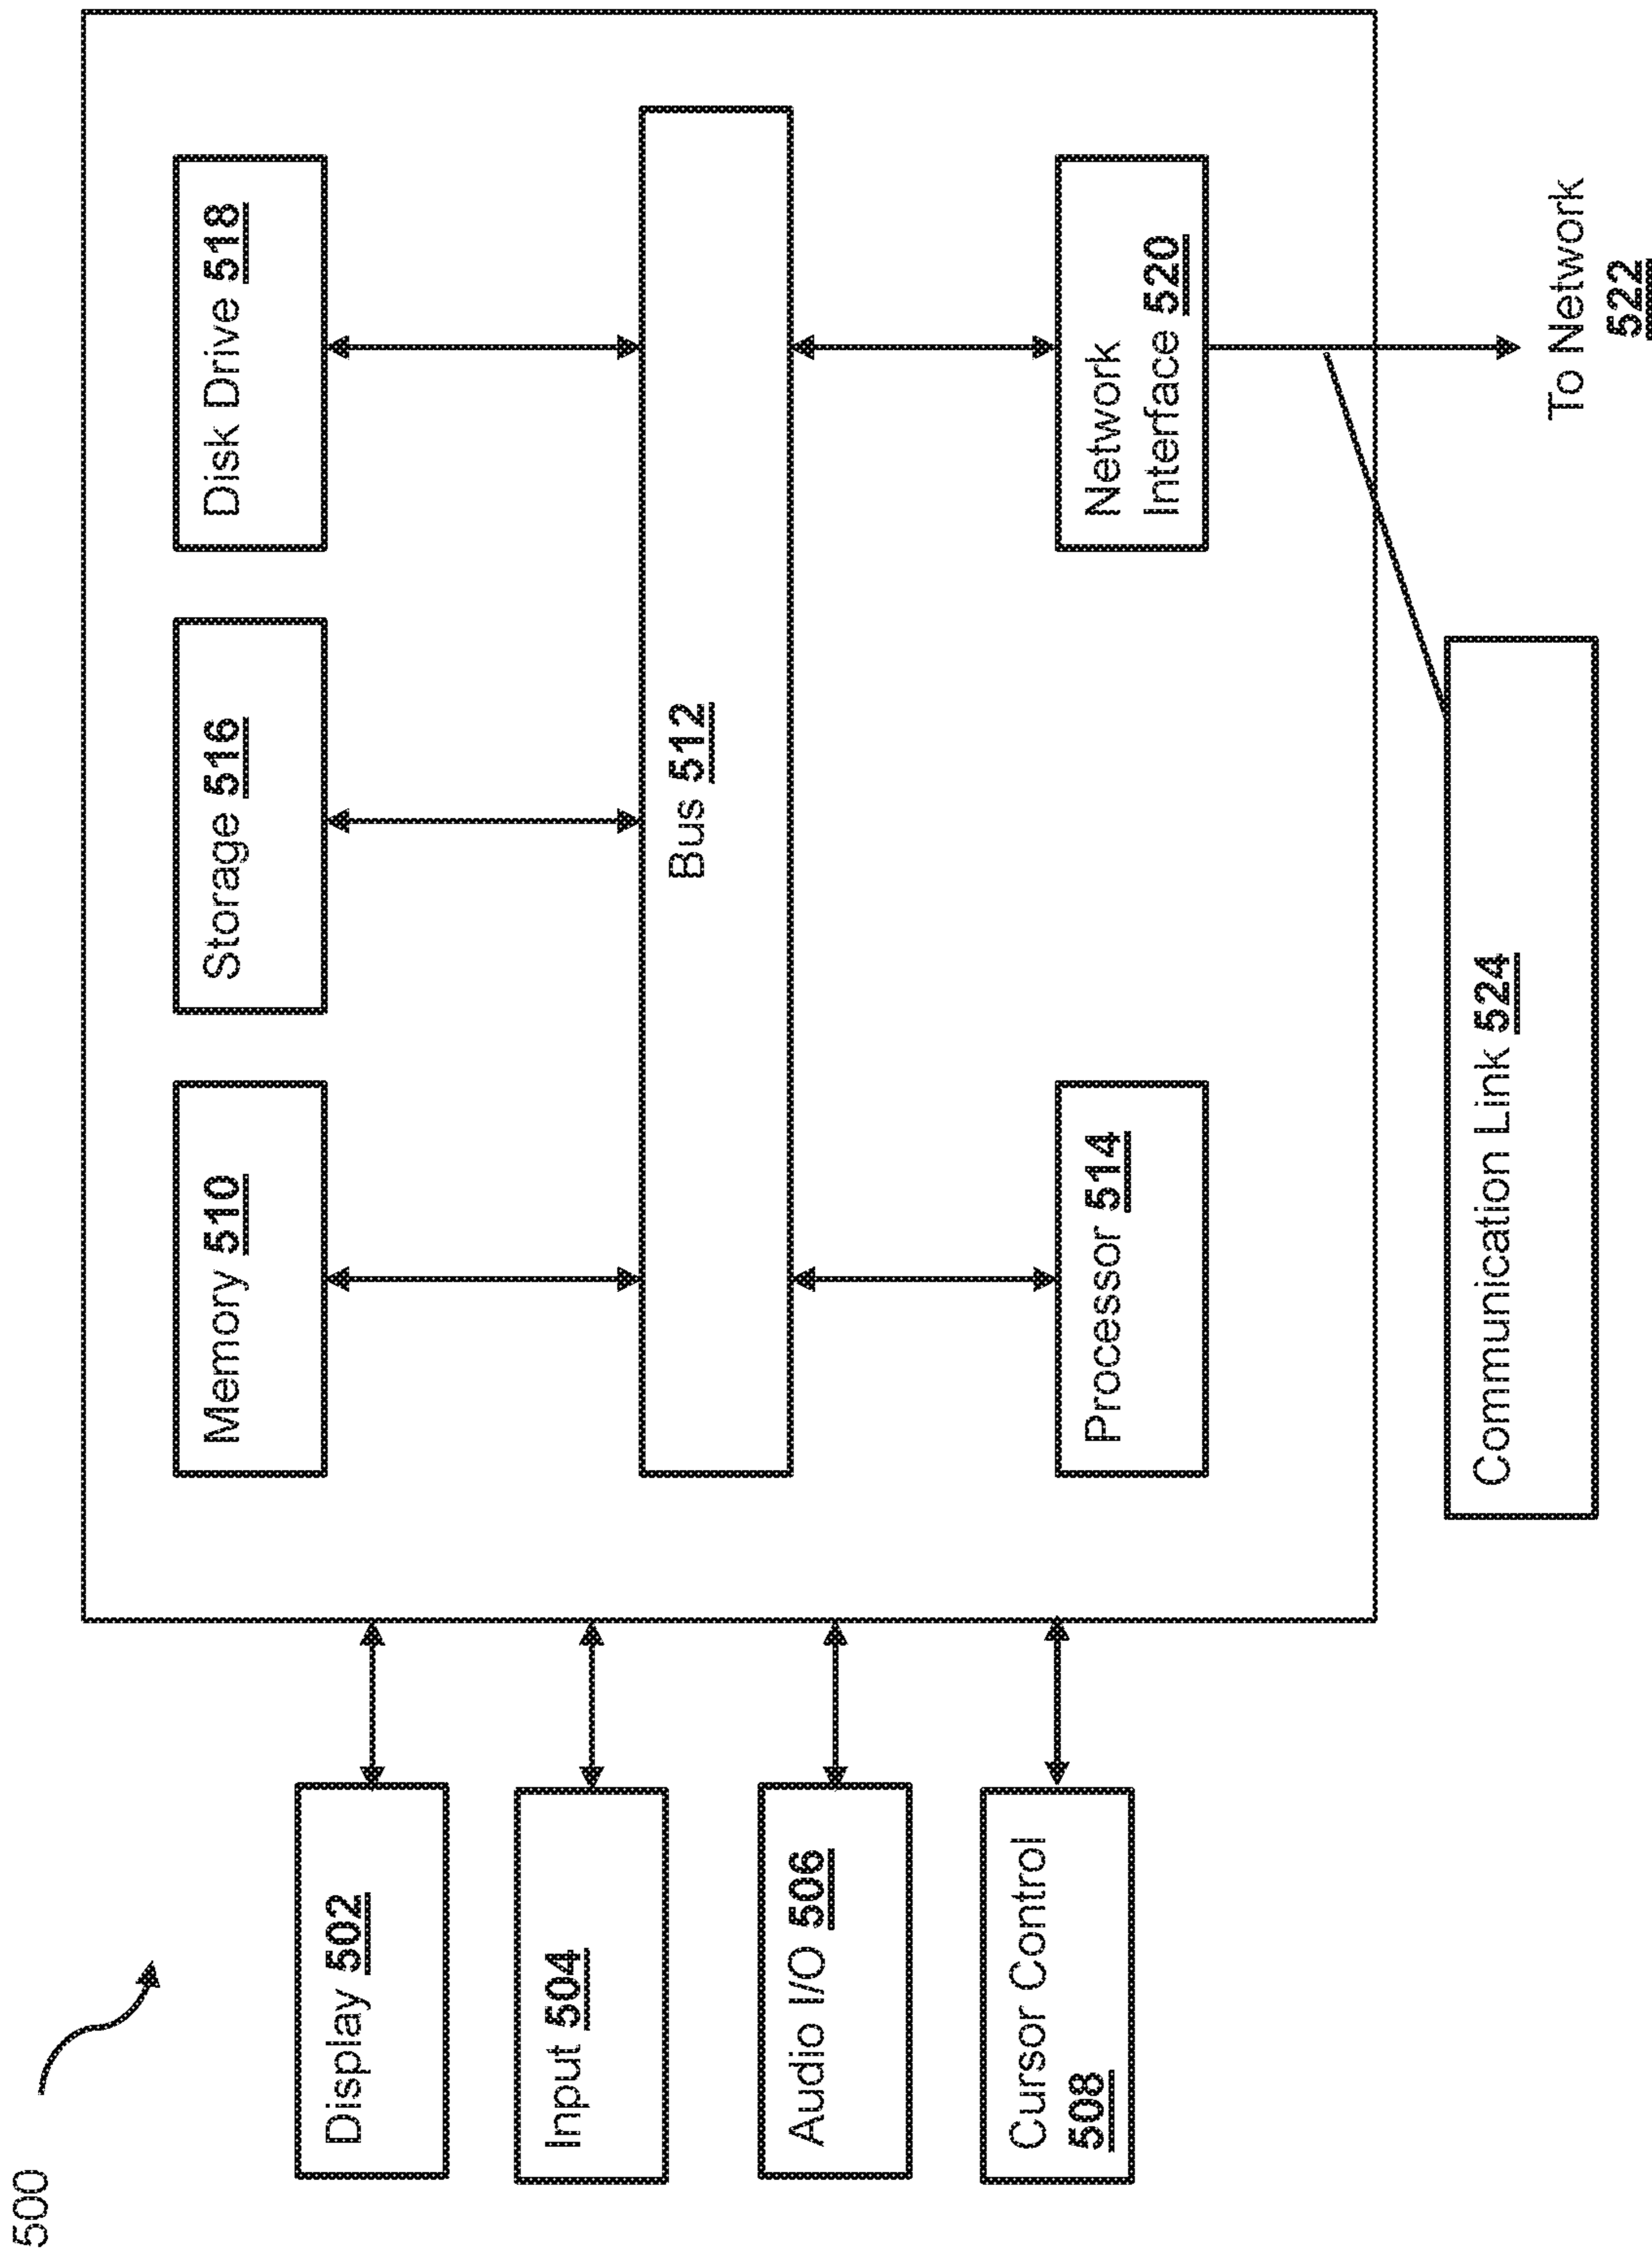 500
Display 502
Input 504
Audio I/O 506
Cursor Control
508
Memory 510
Storage 516
Disk Drive 518
Bus 512
Processor 514
Network
Interface 520
Communication Link 524
To Network
522